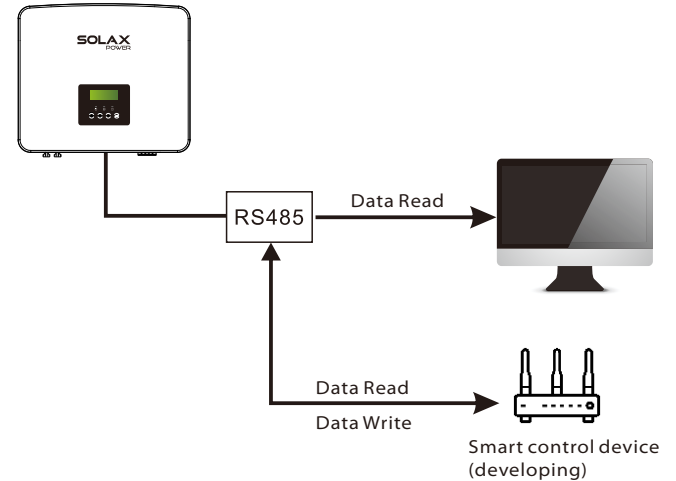 SOLAX
POWER
RS485
Data Read
Data Read
Data Write
Smart control device
(developing)